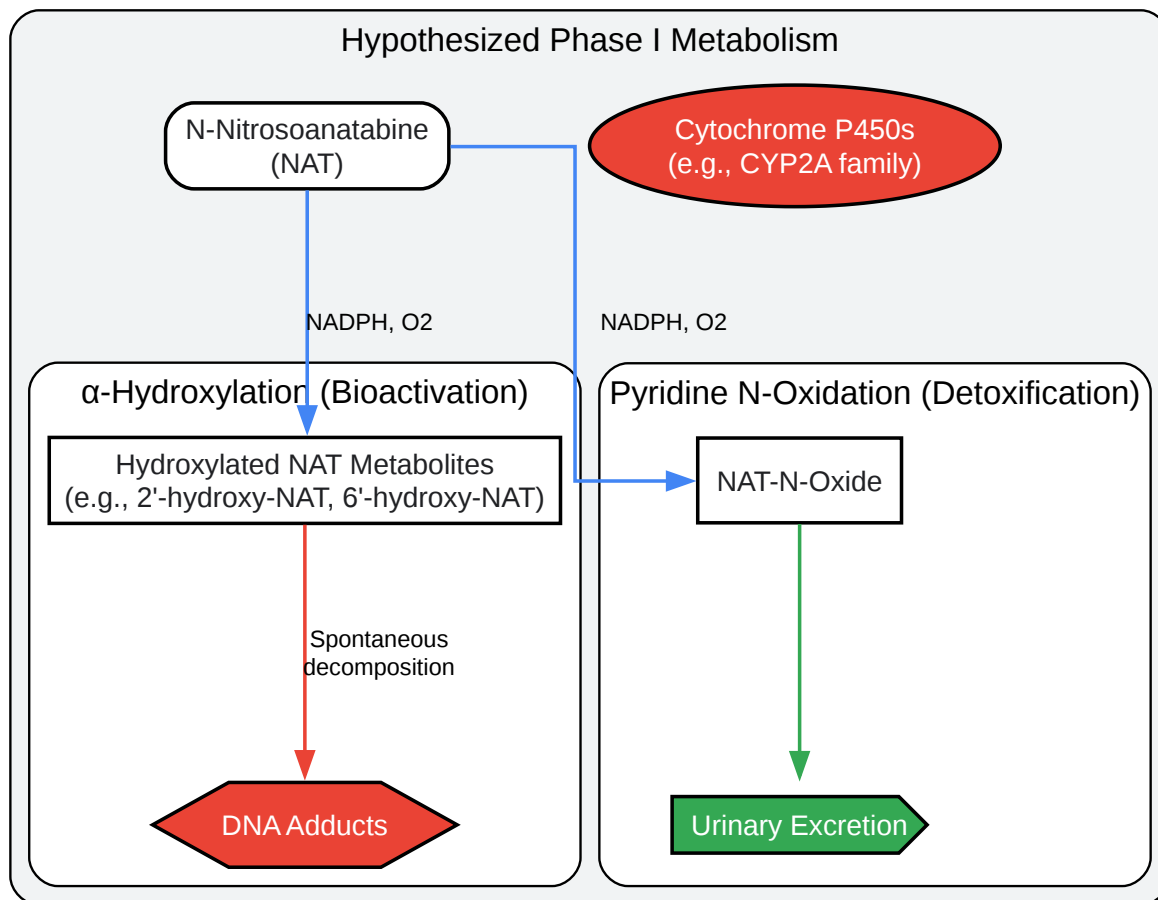 Hypothesized Phase I Metabolism
N-Nitrosoanatabine
(NAT)
Cytochrome P450s
(e.g., CYP2A family)
NADPH, O2
NADPH, O2
α-Hydroxylation (Bioactivation)
Hydroxylated NAT Metabolites
(e.g., 2'-hydroxy-NAT, 6'-hydroxy-NAT)
Spontaneous
decomposition
DNA Adducts
Pyridine N-Oxidation (Detoxification)
NAT-N-Oxide
Urinary Excretion